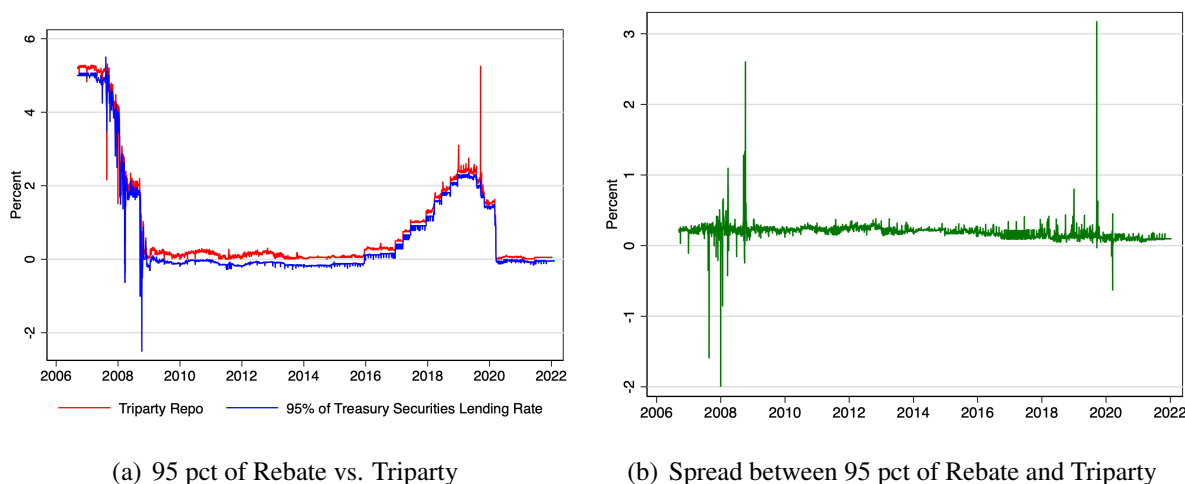 6
4
2
0
-2
Percent
2006 2008 2010 2012 2014 2016 2018 2020 2022
Triparty Repo 95% of Treasury Securities Lending Rate
(a) 95 pct of Rebate vs. Triparty
3
2
1
0
-1
-2
Percent
2006 2008 2010 2012 2014 2016 2018 2020 2022
(b) Spread between 95 pct of Rebate and Triparty